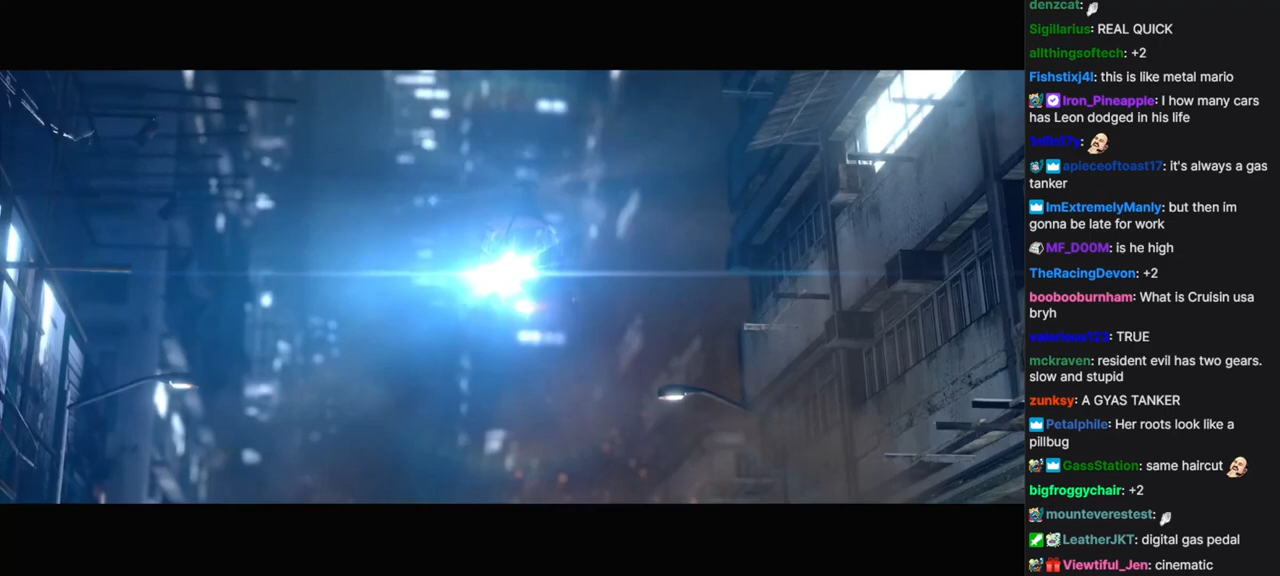 denzcat:
Sigillarius: REAL QUICK
allthingsoftech: +2
Fishstixj4l: this is like metal mario
Iron_Pineapple: I how many cars
has Leon dodged in his life
1nfin17y:
apieceoftoast17: it's always a gas
tanker
ImExtremelyManly: but then im
gonna be late for work
MF_D00M: is he high
TheRacingDevon: +2
boobooburnham: What is Cruisin usa
bryh
valerious123: TRUE
mckraven: resident evil has two gears.
slow and stupid
zunksy: A GYAS TANKER
Petalphile: Her roots look like a
pillbug
GassStation: same haircut
bigfroggychair: +2
mounteverestest:
LeatherJKT: digital gas pedal
Viewtiful_Jen: cinematic